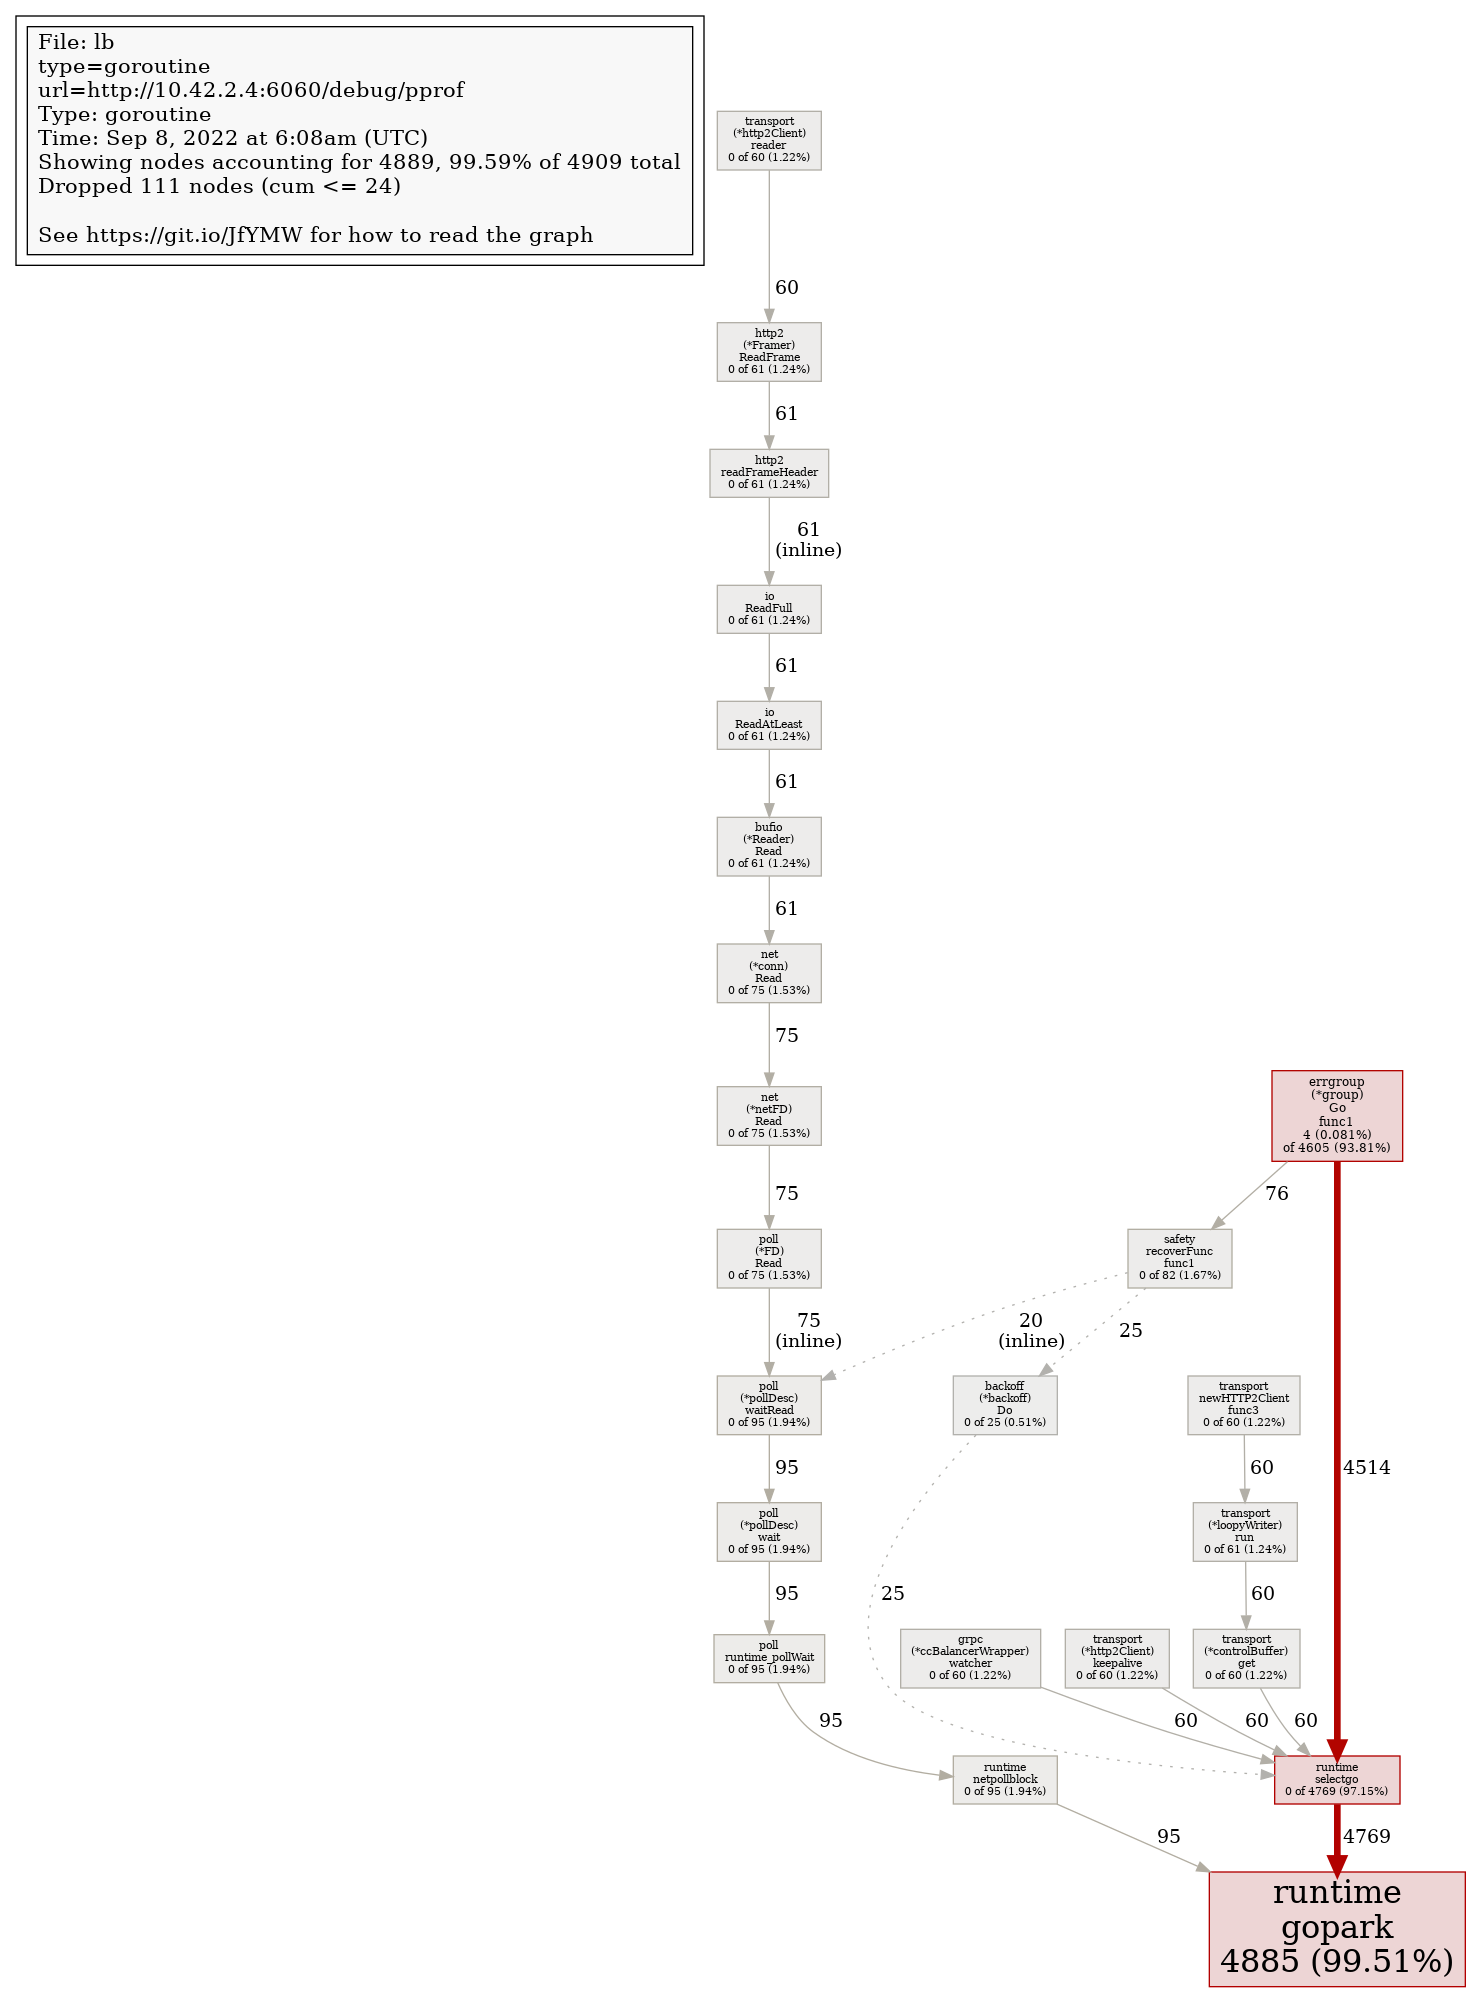 File: lb
type=goroutine
url=http://10.42.2.4:6060/debug/pprof
Type: goroutine
Time: Sep 8, 2022 at 6:08am (UTC)
Showing nodes accounting for 4889, 99.59% of 4909 total
Dropped 111 nodes (cum <= 24)
See https://git.io/JfYMW for how to read the graph
transport
(*http2Client)
reader
0 of 60 (1.22%)
60
http2
(*Framer)
ReadFrame
0 of 61 (1.24%)
61
http2
readFrameHeader
0 of 61 (1.24%)
61
(inline)
io
ReadFull
0 of 61 (1.24%)
61
io
ReadAtLeast
0 of 61 (1.24%)
61
bufio
(*Reader)
Read
0 of 61 (1.24%)
61
net
(*conn)
Read
0 of 75 (1.53%)
75
net
(*netFD)
Read
0 of 75 (1.53%)
errgroup
(*group)
Go
func1
4 (0.081%)
of 4605 (93.81%)
75
76
poll
(*FD)
Read
0 of 75 (1.53%)
safety
recoverFunc
func1
0 of 82 (1.67%)
75
(inline)
20
(inline)
25
poll
(*pollDesc)
waitRead
0 of 95 (1.94%)
backoff
(*backoff)
Do
0 of 25 (0.51%)
transport
newHTTP2Client
func3
0 of 60 (1.22%)
95
60
4514
poll
(*pollDesc)
wait
0 of 95 (1.94%)
transport
(*loopyWriter)
run
0 of 61 (1.24%)
95
25
60
poll
runtime_pollWait
0 of 95 (1.94%)
grpc
(*ccBalancerWrapper)
watcher
0 of 60 (1.22%)
transport
(*http2Client)
keepalive
0 of 60 (1.22%)
transport
(*controlBuffer)
get
0 of 60 (1.22%)
95
60
60
60
runtime
netpollblock
0 of 95 (1.94%)
runtime
selectgo
0 of 4769 (97.15%)
95
4769
runtime
gopark
4885 (99.51%)